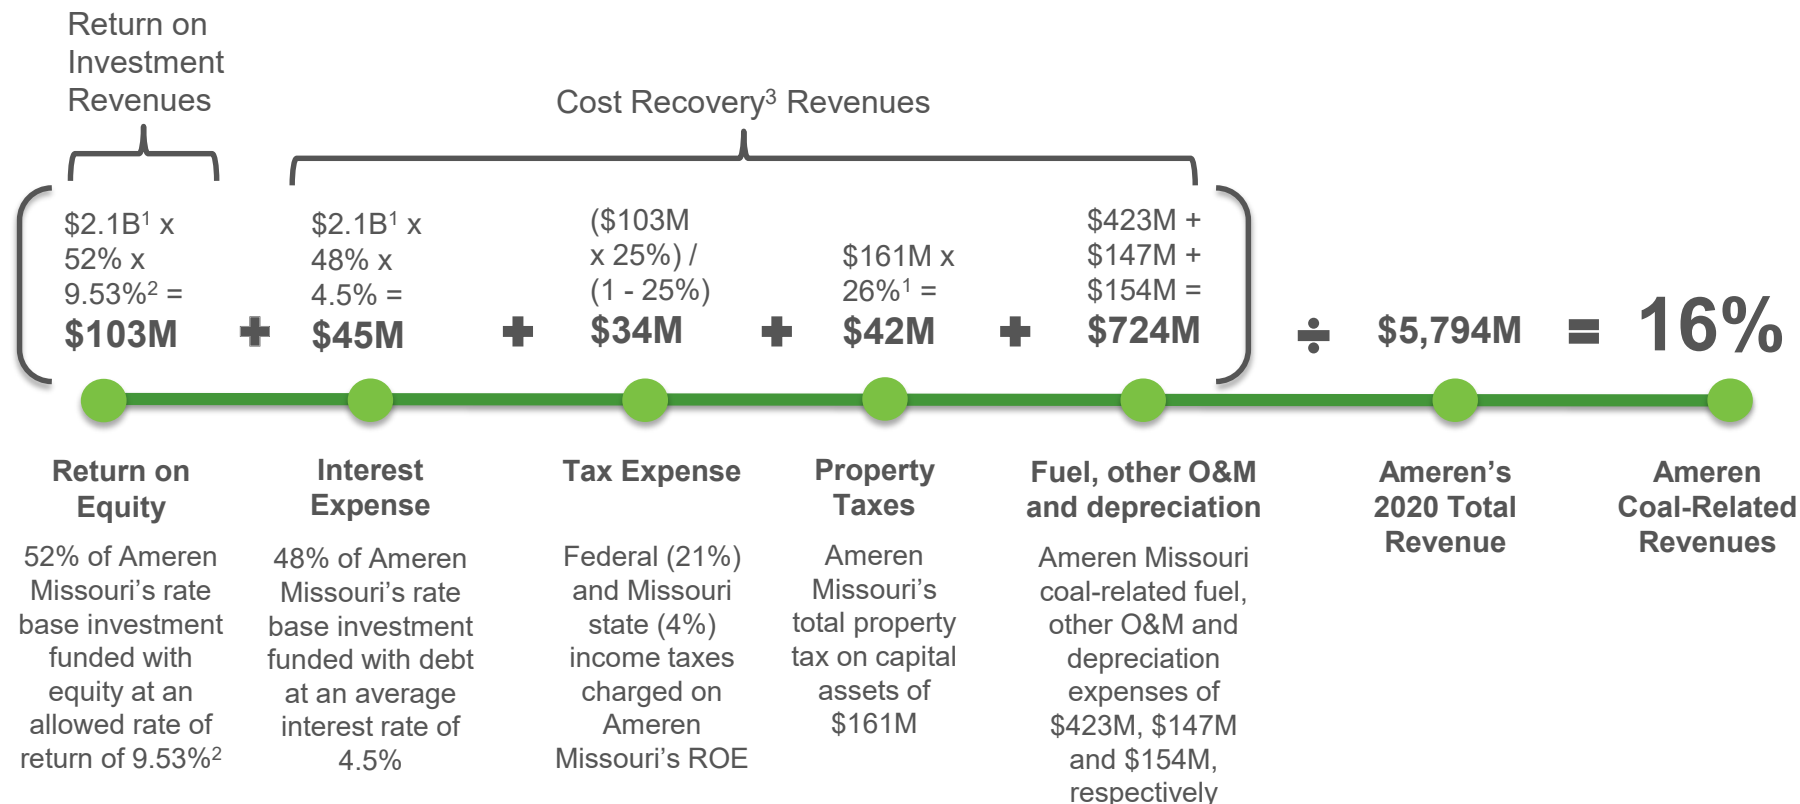 Return on
Investment
Revenues
Cost Recovery³ Revenues
$2.1B¹ x
52% x
9.53%² =
$103M
+
$2.1B¹ x
48% x
4.5% =
$45M
+
($103M
x 25%) /
(1 - 25%)
$34M
+
$161M x
26%¹ =
$42M
+
$423M +
$147M +
$154M =
$724M
÷
$5,794M
=
16%
Return on
Equity
52% of Ameren
Missouri’s rate
base investment
funded with
equity at an
allowed rate of
return of 9.53%²
Interest
Expense
48% of Ameren
Missouri’s rate
base investment
funded with debt
at an average
interest rate of
4.5%
Tax Expense
Federal (21%)
and Missouri
state (4%)
income taxes
charged on
Ameren
Missouri’s ROE
Property
Taxes
Ameren
Missouri’s
total property
tax on capital
assets of
$161M
Fuel, other O&M
and depreciation
Ameren Missouri
coal-related fuel,
other O&M and
depreciation
expenses of
$423M, $147M
and $154M,
respectively
Ameren’s
2020 Total
Revenue
Ameren
Coal-Related
Revenues